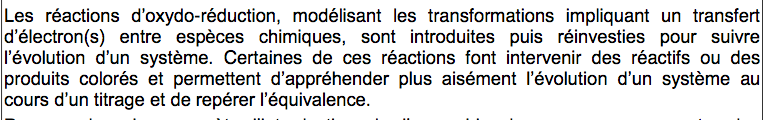 Les réactions d'oxydo-réduction, modélisant les transformations impliquant un transfert
d'électron(s) entre espèces chimiques, sont introduites puis réinvesties pour suivre
l'évolution d'un système. Certaines de ces réactions font intervenir des réactifs ou des
produits colorés et permettent d'appréhender plus aisément l'évolution d'un système au
cours d'un titrage et de repérer l'équivalence.